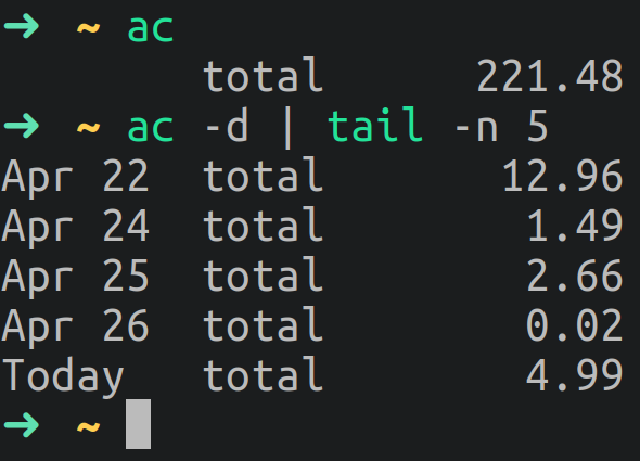 ➜ ~ ac
total 221.48
➜ ~ ac -d | tail -n 5
Apr 22 total 12.96
Apr 24 total 1.49
Apr 25 total 2.66
Apr 26 total 0.02
Today total 4.99
➜ ~